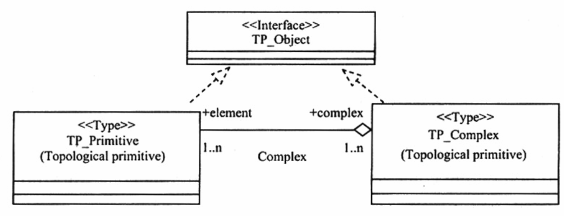 <<Interface>>
TP_Object
<<Type>>
TP_Primitive
(Topological primitive)
+element
+complex
1..n
Complex
1..n
<<Type>>
TP_Complex
(Topological primitive)